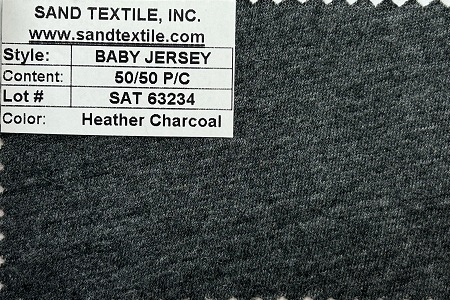 SAND TEXTILE, INC.
www.sandtextile.com
Style: BABY JERSEY
Content: 50/50 P/C
Lot # SAT 63234
Color: Heather Charcoal